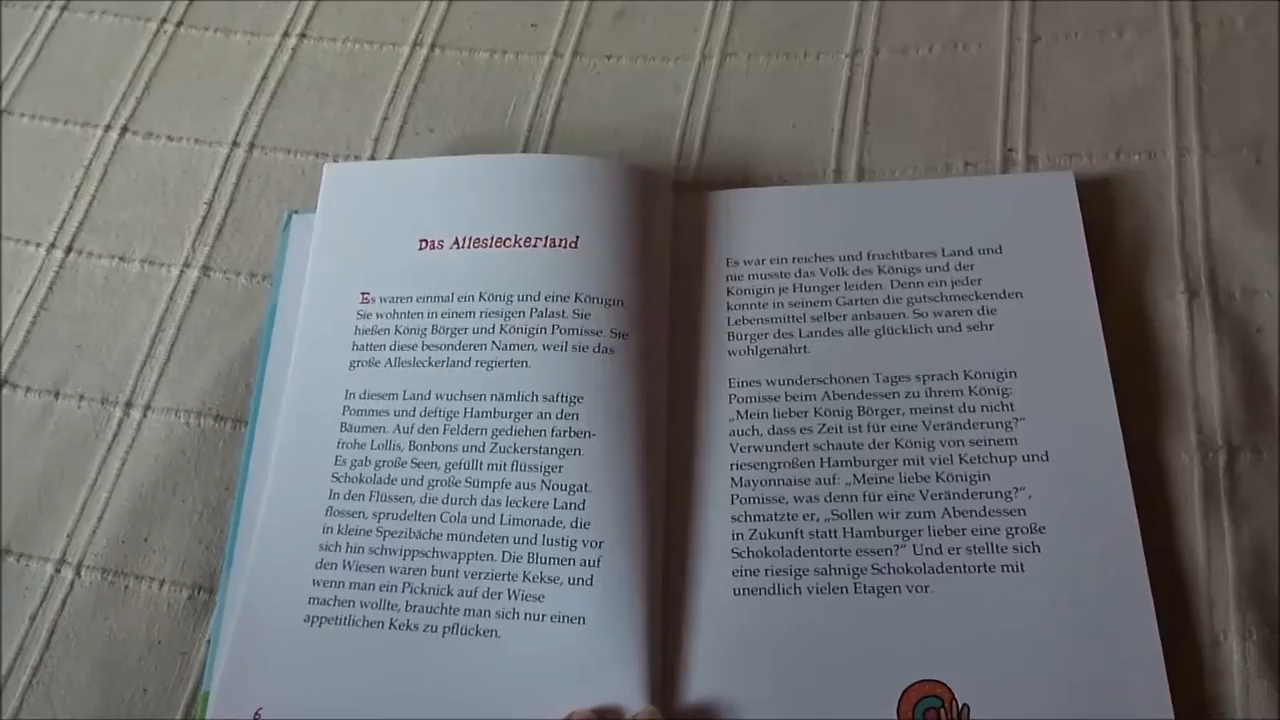 Das Allesleckerland
Es waren einmal ein König und eine Königin
Sie wohnten in einem riesigen Palast. Sie
hießen König Börger und Königin Pomisse. Sie
hatten diese besonderen Namen, weil sie das
große Allesleckerland regierten.
In diesem Land wuchsen nämlich saftige
Pommes und deftige Hamburger an den
Bäumen. Auf den Feldern gediehen farben-
frohe Lollis, Bonbons und Zuckerstangen.
Es gab große Seen, gefüllt mit flüssiger
Schokolade und große Sümpfe aus Nougat.
In den Flüssen, die durch das leckere Land
flossen, sprudelten Cola und Limonade, die
in kleine Spezibäche mündeten und lustig vor
sich hin schwippschwappten. Die Blumen auf
den Wiesen waren bunt verzierte Kekse, und
wenn man ein Picknick auf der Wiese
machen wollte, brauchte man sich nur einen
appetitlichen Keks zu pflücken.
6
Es war ein reiches und fruchtbares Land und
nie musste das Volk des Königs und der
Königin je Hunger leiden. Denn ein jeder
konnte in seinem Garten die gutschmeckenden
Lebensmittel selber anbauen. So waren die
Bürger des Landes alle glücklich und sehr
wohlgenährt.
Eines wunderschönen Tages sprach Königin
Pomisse beim Abendessen zu ihrem König:
„Mein lieber König Börger, meinst du nicht
auch, dass es Zeit ist für eine Veränderung?“
Verwundert schaute der König von seinem
riesengroßen Hamburger mit viel Ketchup und
Mayonnaise auf: „Meine liebe Königin
Pomisse, was denn für eine Veränderung?“,
schmatzte er, „Sollen wir zum Abendessen
in Zukunft statt Hamburger lieber eine große
Schokoladentorte essen?“ Und er stellte sich
eine riesige sahnige Schokoladentorte mit
unendlich vielen Etagen vor.